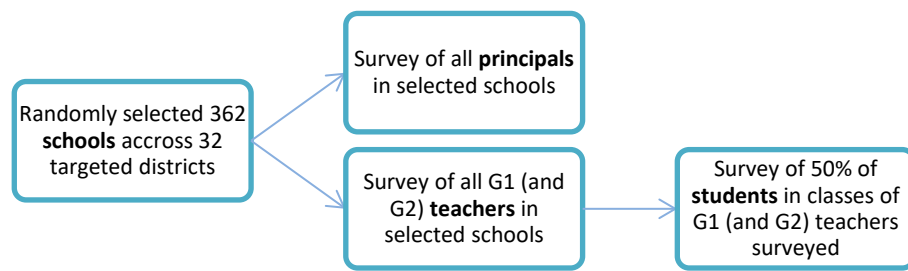 Randomly selected 362
schools accross 32
targeted districts
Survey of all principals
in selected schools
Survey of all G1 (and
G2) teachers in
selected schools
Survey of 50% of
students in classes of
G1 (and G2) teachers
surveyed